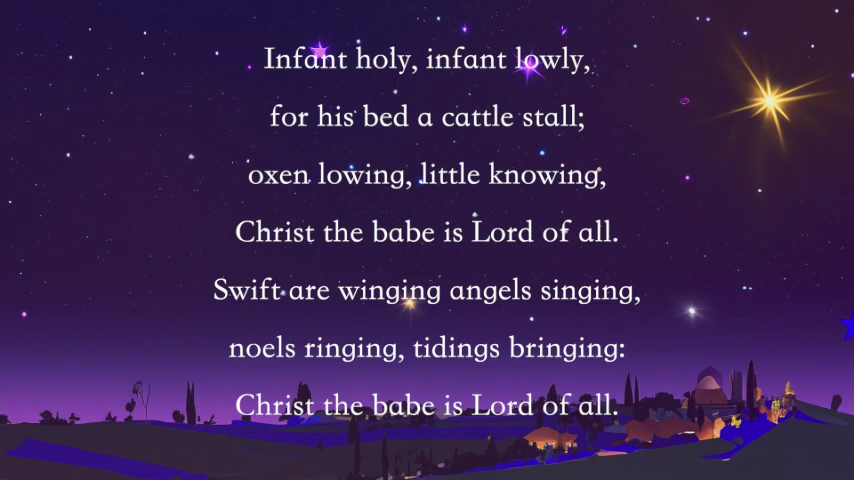 Infant holy, infant lowly,
for his bed a cattle stall;
oxen lowing, little knowing,
Christ the babe is Lord of all.
Swift are winging angels singing,
noels ringing, tidings bringing:
Christ the babe is Lord of all.